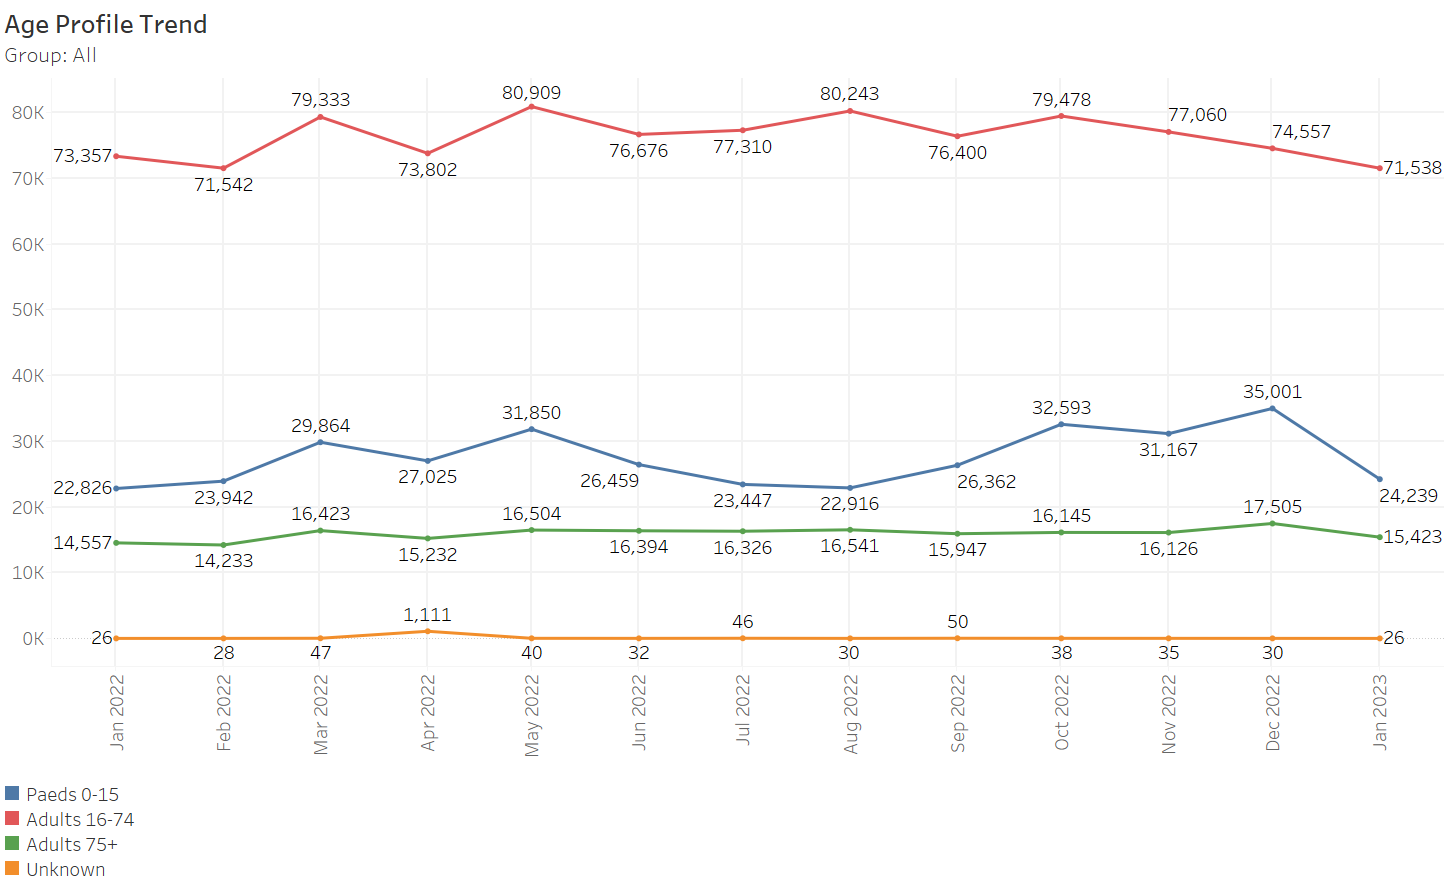 Age Profile Trend
Group: All
80K
70K
60K
50K
40K
30K
20K
10K
0K
73,357
71,542
79,333
73,802
80,909
76,676
77,310
80,243
76,400
79,478
77,060
74,557
71,538
22,826
23,942
29,864
27,025
31,850
26,459
23,447
22,916
26,362
32,593
31,167
35,001
24,239
14,557
14,233
16,423
15,232
16,504
16,394
16,326
16,541
15,947
16,145
16,126
17,505
15,423
26
28
47
1,111
40
32
46
30
50
38
35
30
26
Jan 2022
Feb 2022
Mar 2022
Apr 2022
May 2022
Jun 2022
Jul 2022
Aug 2022
Sep 2022
Oct 2022
Nov 2022
Dec 2022
Jan 2023
Paeds 0-15
Adults 16-74
Adults 75+
Unknown